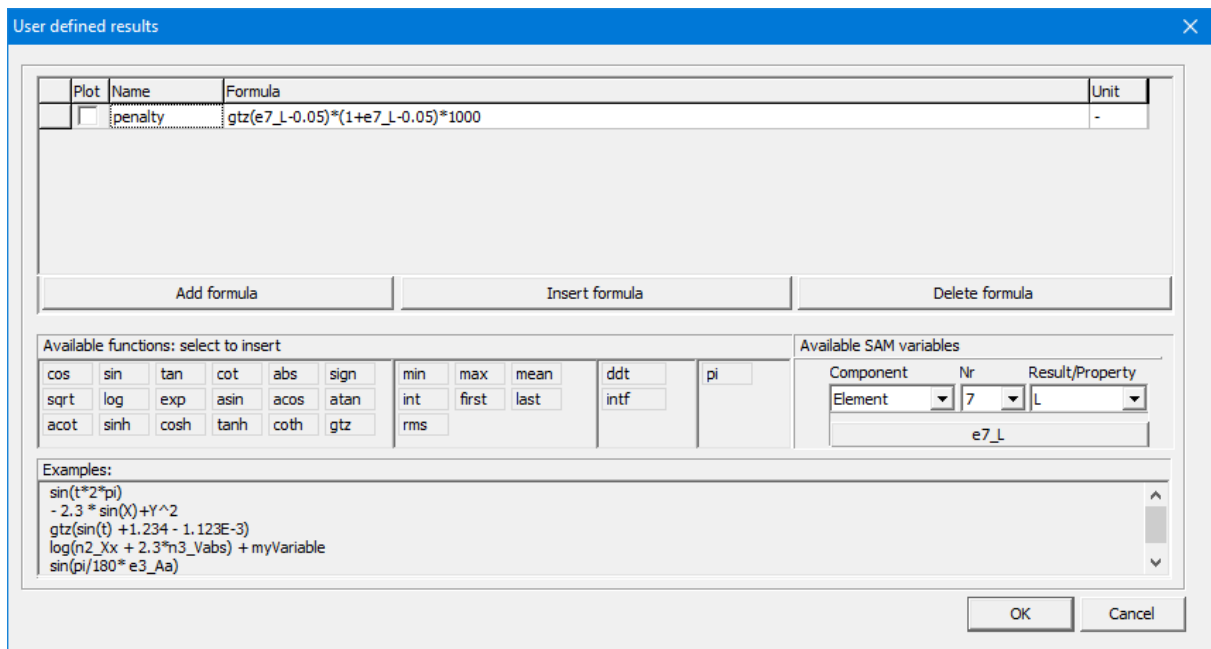 User defined results
Plot Name Formula Unit
penalty gtz(e7_L-0.05)*(1+e7_L-0.05)*1000 -
Add formula Insert formula Delete formula
Available functions: select to insert Available SAM variables
cos sin tan cot abs sign min max mean ddt pi Component Nr Result/Property
sqrt log exp asin acos atan int first last intf Element 7 L
acot sinh cosh tanh coth gtz rms e7_L
Examples:
sin(t*2*pi)
- 2.3 * sin(X)+Y^2
gtz(sin(t) +1.234 - 1.123E-3)
log(n2_Xx + 2.3*n3_Vabs) + myVariable
sin(pi/180* e3_Aa)
OK Cancel